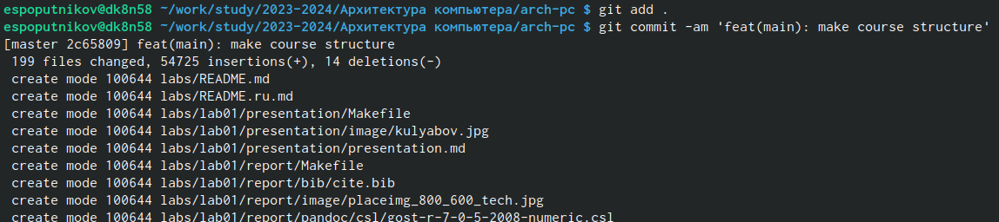 espoputnikov@dk8n58 ~/work/study/2023-2024/Архитектура компьютера/arch-pc $ git add .
espoputnikov@dk8n58 ~/work/study/2023-2024/Архитектура компьютера/arch-pc $ git commit -am 'feat(main): make course structure'
[master 2c65809] feat(main): make course structure
 199 files changed, 54725 insertions(+), 14 deletions(-)
 create mode 100644 labs/README.md
 create mode 100644 labs/README.ru.md
 create mode 100644 labs/lab01/presentation/Makefile
 create mode 100644 labs/lab01/presentation/image/kulyabov.jpg
 create mode 100644 labs/lab01/presentation/presentation.md
 create mode 100644 labs/lab01/report/Makefile
 create mode 100644 labs/lab01/report/bib/cite.bib
 create mode 100644 labs/lab01/report/image/placeimg_800_600_tech.jpg
 create mode 100644 labs/lab01/report/pandoc/csl/gost-r-7-0-5-2008-numeric.csl